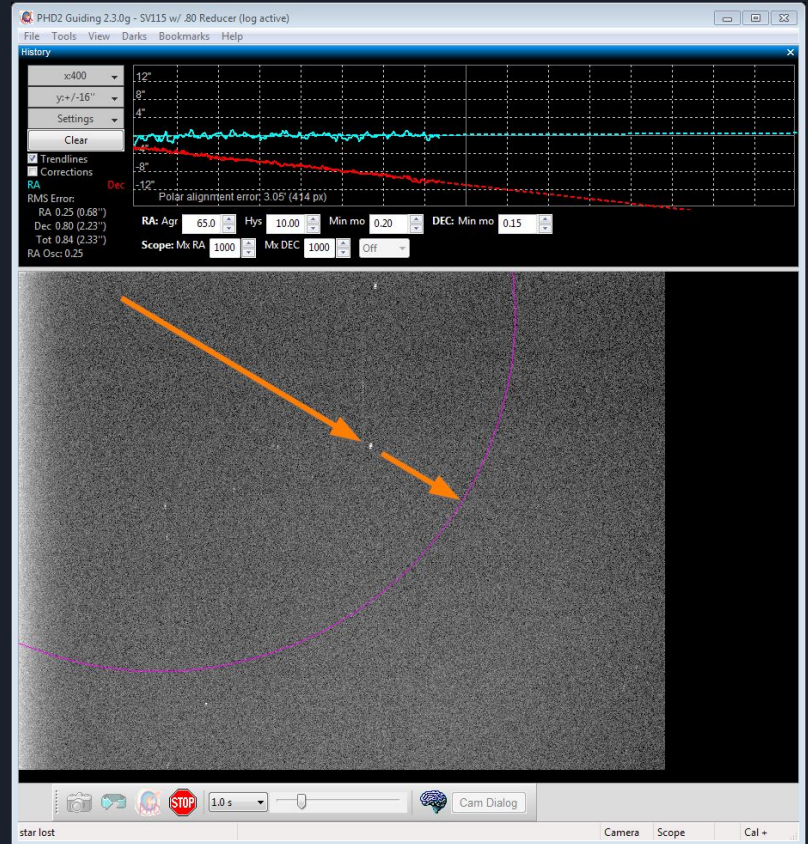 PHD2 Guiding 2.3.0g - SV115 w/ .80 Reducer (log active)
File Tools View Darks Bookmarks Help
History
x:400
y:+/-16"
Settings
Clear
Trendlines
Corrections
RA Dec
RMS Error:
RA 0.25 (0.68")
Dec 0.80 (2.23")
Tot 0.84 (2.33")
RA Osc: 0.25
12"
8"
4"
-4"
-8"
-12"
Polar alignment error: 3.05' (414 px)
RA: Agr 65.0 Hys 10.00 Min mo 0.20 DEC: Min mo 0.15
Scope: Mx RA 1000 Mx DEC 1000 Off
STOP 1.0 s Cam Dialog
star lost Camera Scope Cal +